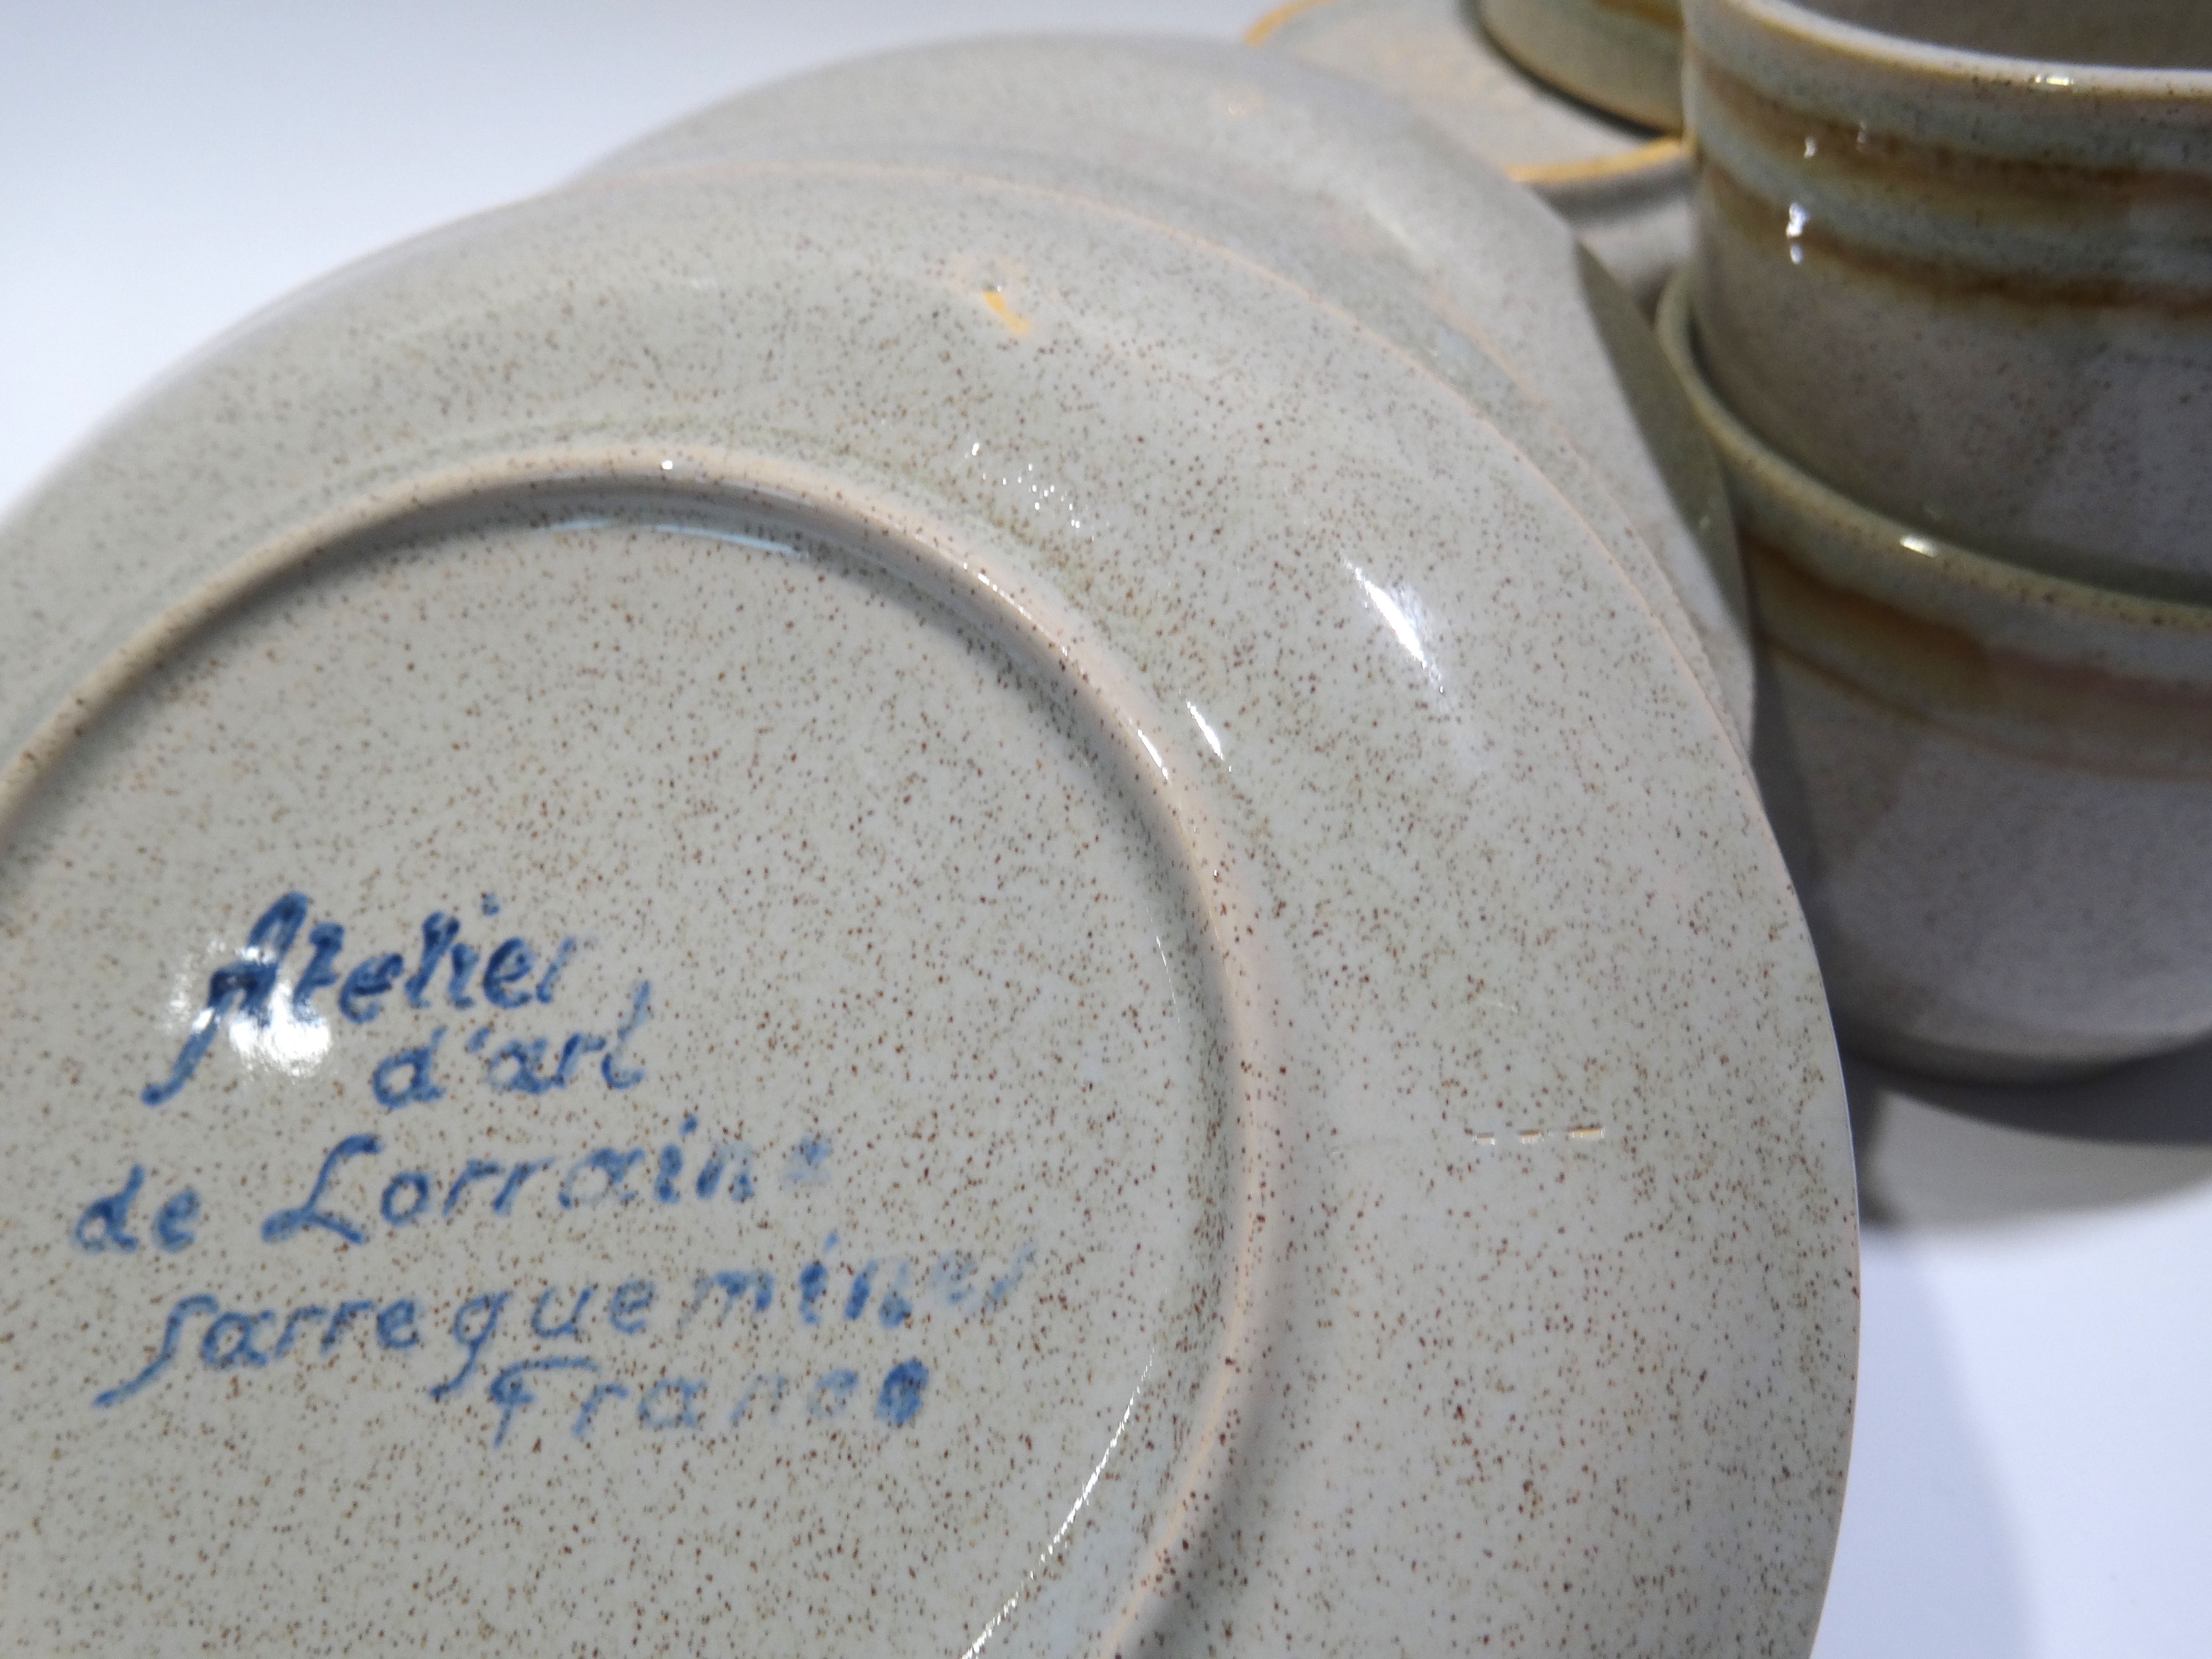 Atelier
d'art
de Lorraine
Sarreguemines
France